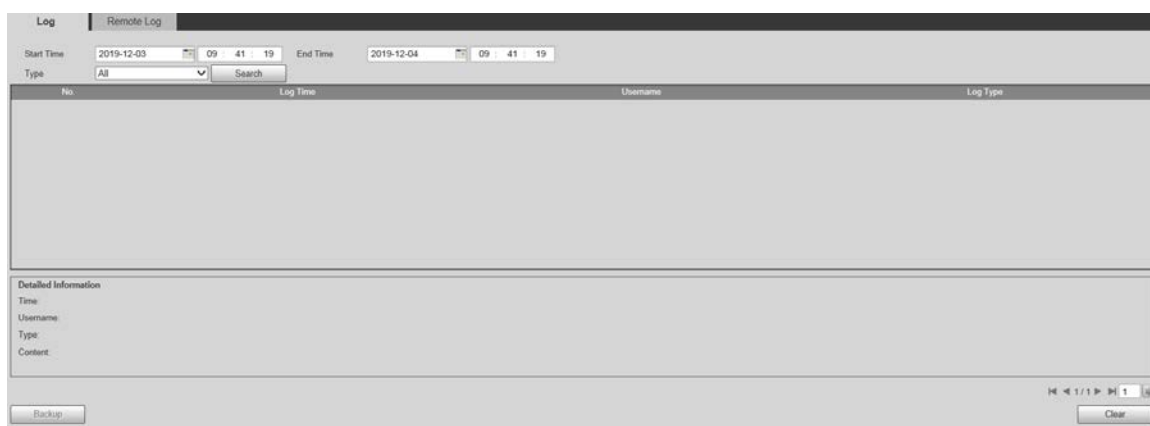 Log Remote Log
Start Time 2019-12-03 09 : 41 : 19 End Time 2019-12-04 09 : 41 : 19
Type All Search
No. Log Time Username Log Type
Detailed Information
Time:
Username:
Type:
Content:
1 / 1 1
Backup Clear